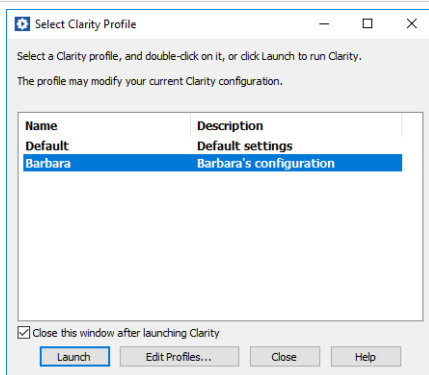 Select Clarity Profile
Select a Clarity profile, and double-click on it, or click Launch to run Clarity.
The profile may modify your current Clarity configuration.
Name Description
Default Default settings
Barbara Barbara's configuration
Close this window after launching Clarity
Launch Edit Profiles... Close Help